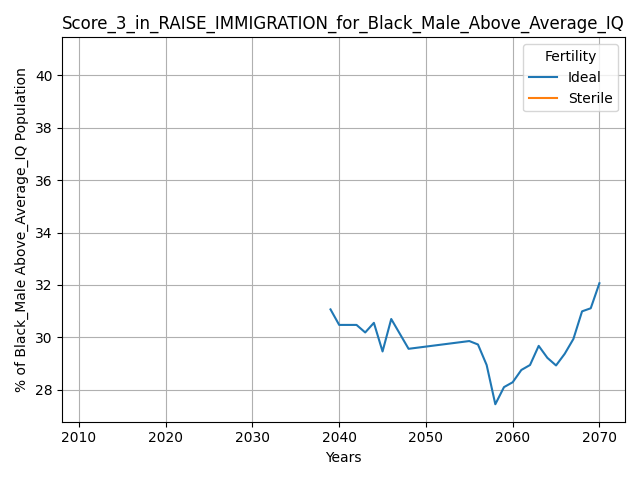 Score_3_in_RAISE_IMMIGRATION_for_Black_Male_Above_Average_IQ
% of Black_Male Above_Average_IQ Population
40
38
36
34
32
30
28
Fertility
Ideal
Sterile
2010 2020 2030 2040 2050 2060 2070
Years